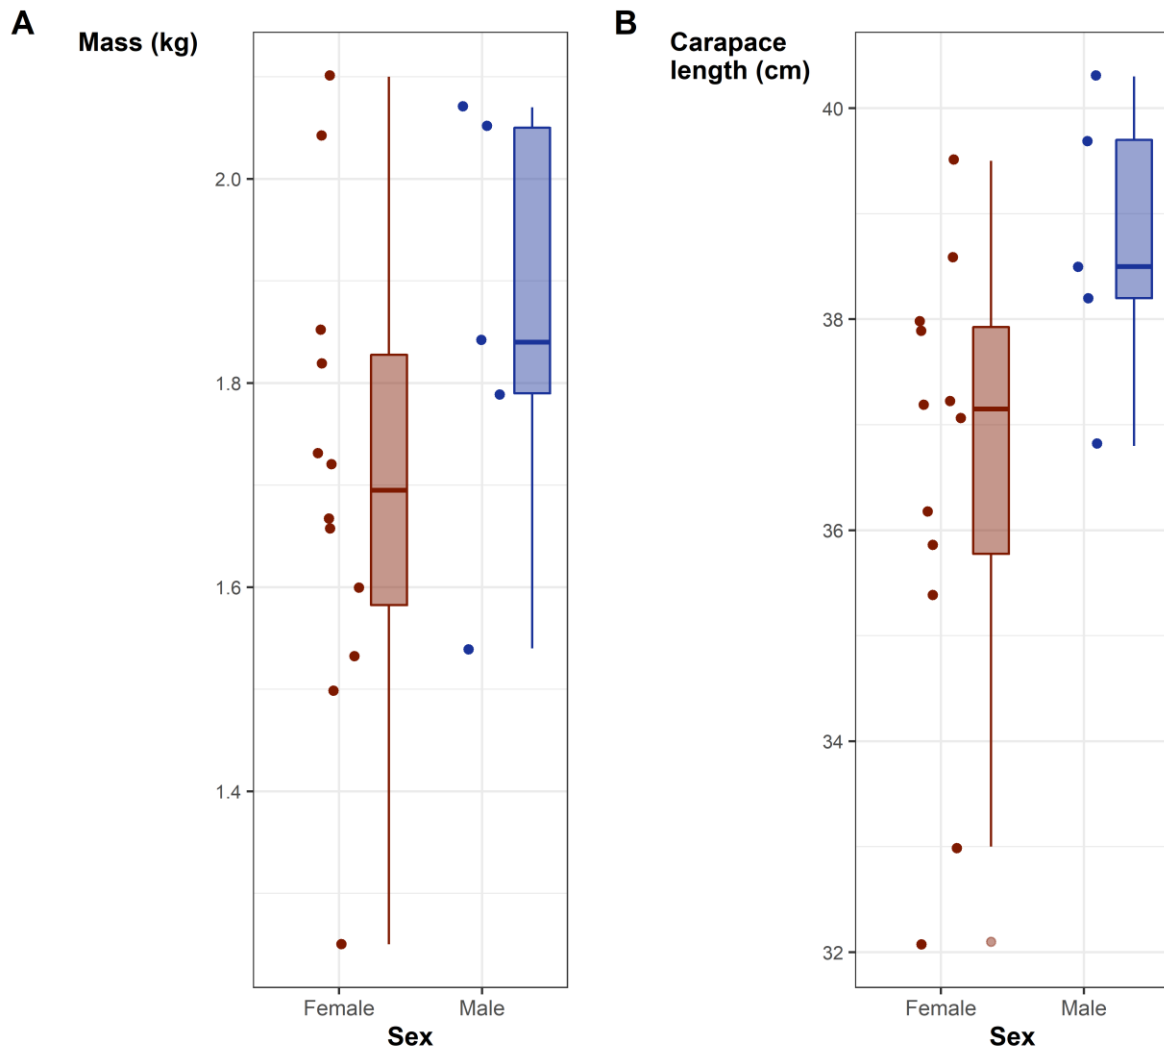 A
Mass (kg)
2.0
1.8
1.6
1.4
Female
Male
Sex
B
Carapace
length (cm)
40
38
36
34
32
Female
Male
Sex